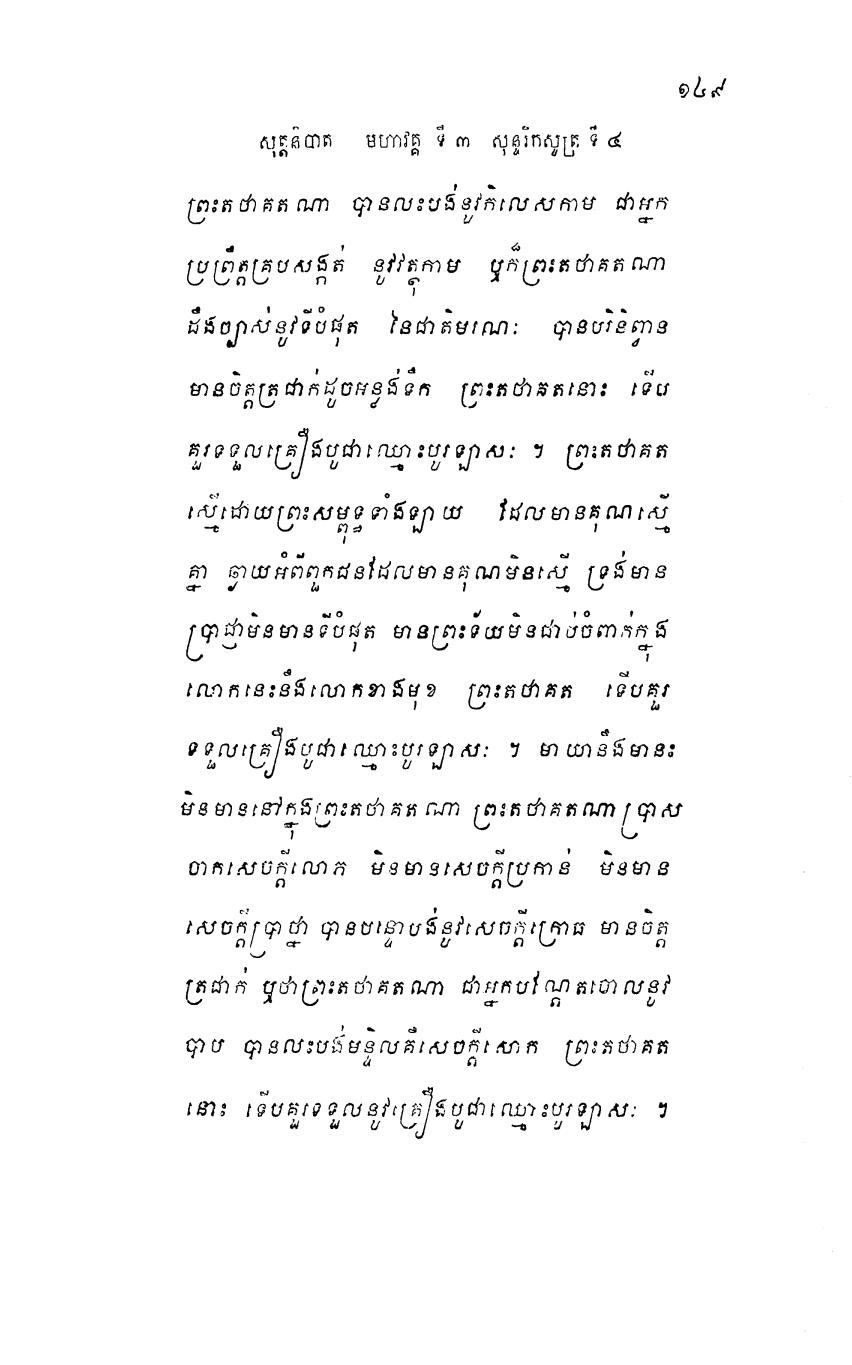 ១៤៩
សុត្តនិបាត មហាវគ្គ ទី ៣ សុន្ទរិកសូត្រ ទី ៤
ព្រះតថាគតណា បានលះបង់នូវកិលេសកាម ជាអ្នក
ប្រព្រឹត្តគ្របសង្កត់ នូវវត្ថុកាម ឬក៏ព្រះតថាគតណា
ដឹងច្បាស់នូវទីបំផុត នៃជាតិមរណៈ បានបរិនិព្វាន
មានចិត្តត្រជាក់ដូចអន្លង់ទឹក ព្រះតថាគតនោះ ទើប
គួរទទួលគ្រឿងបូជាឈ្មោះបូរឡាសៈ ។ ព្រះតថាគត
ស្មើដោយព្រះសម្ពុទ្ធទាំងឡាយ ដែលមានគុណស្មើ
គ្នា ឆ្ងាយអំពីពួកជនដែលមានគុណមិនស្មើ ទ្រង់មាន
ប្រាជ្ញាមិនមានទីបំផុត មានព្រះទ័យមិនជាប់ចំពាក់ក្នុង
លោកនេះនឹងលោកខាងមុខ ព្រះតថាគត ទើបគួរ
ទទួលគ្រឿងបូជាឈ្មោះបូរឡាសៈ ។ មាយានឹងមានះ
មិនមាននៅក្នុងព្រះតថាគតណា ព្រះតថាគតណាប្រាស
ចាកសេចក្តីលោភ មិនមានសេចក្តីប្រកាន់ មិនមាន
សេចក្តីប្រាថ្នា បានបន្ទោបង់នូវសេចក្តីក្រោធ មានចិត្ត
ត្រជាក់ ឬថាព្រះតថាគតណា ជាអ្នកបណ្តែតចោលនូវ
បាប បានលះបង់មន្ទិលគឺសេចក្តីសោក ព្រះតថាគត
នោះ ទើបគួរទទួលនូវគ្រឿងបូជាឈ្មោះបូរឡាសៈ ។